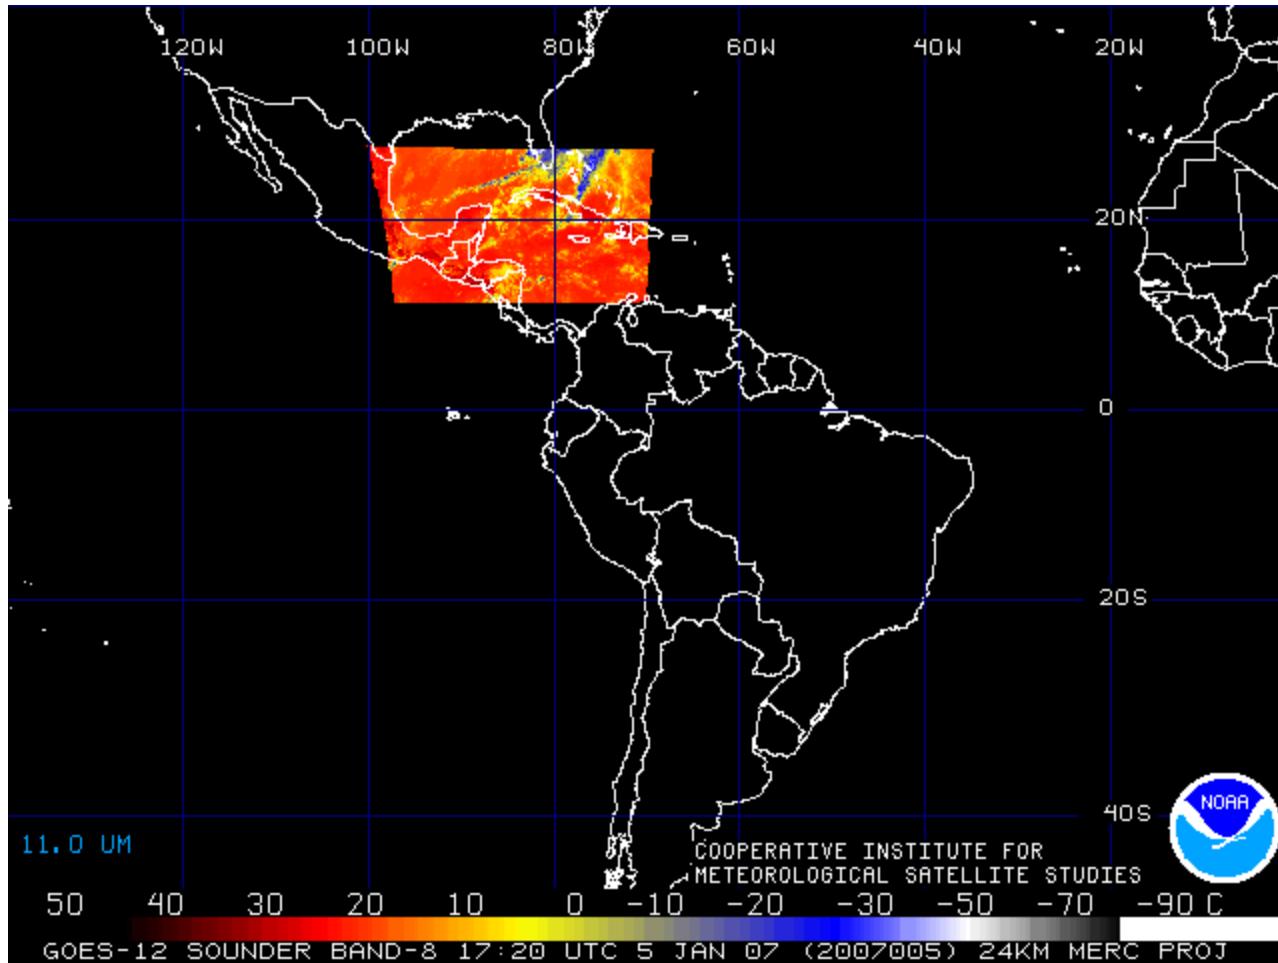 120W 100W 80W 60W 40W 20W
20N
0
20S
40S
NOAA
11.0 UM
COOPERATIVE INSTITUTE FOR
METEOROLOGICAL SATELLITE STUDIES
50 40 30 20 10 0 -10 -20 -30 -50 -70 -90 C
GOES-12 SOUNDER BAND-8 17:20 UTC 5 JAN 07 (2007005) 24KM MERC PROJ